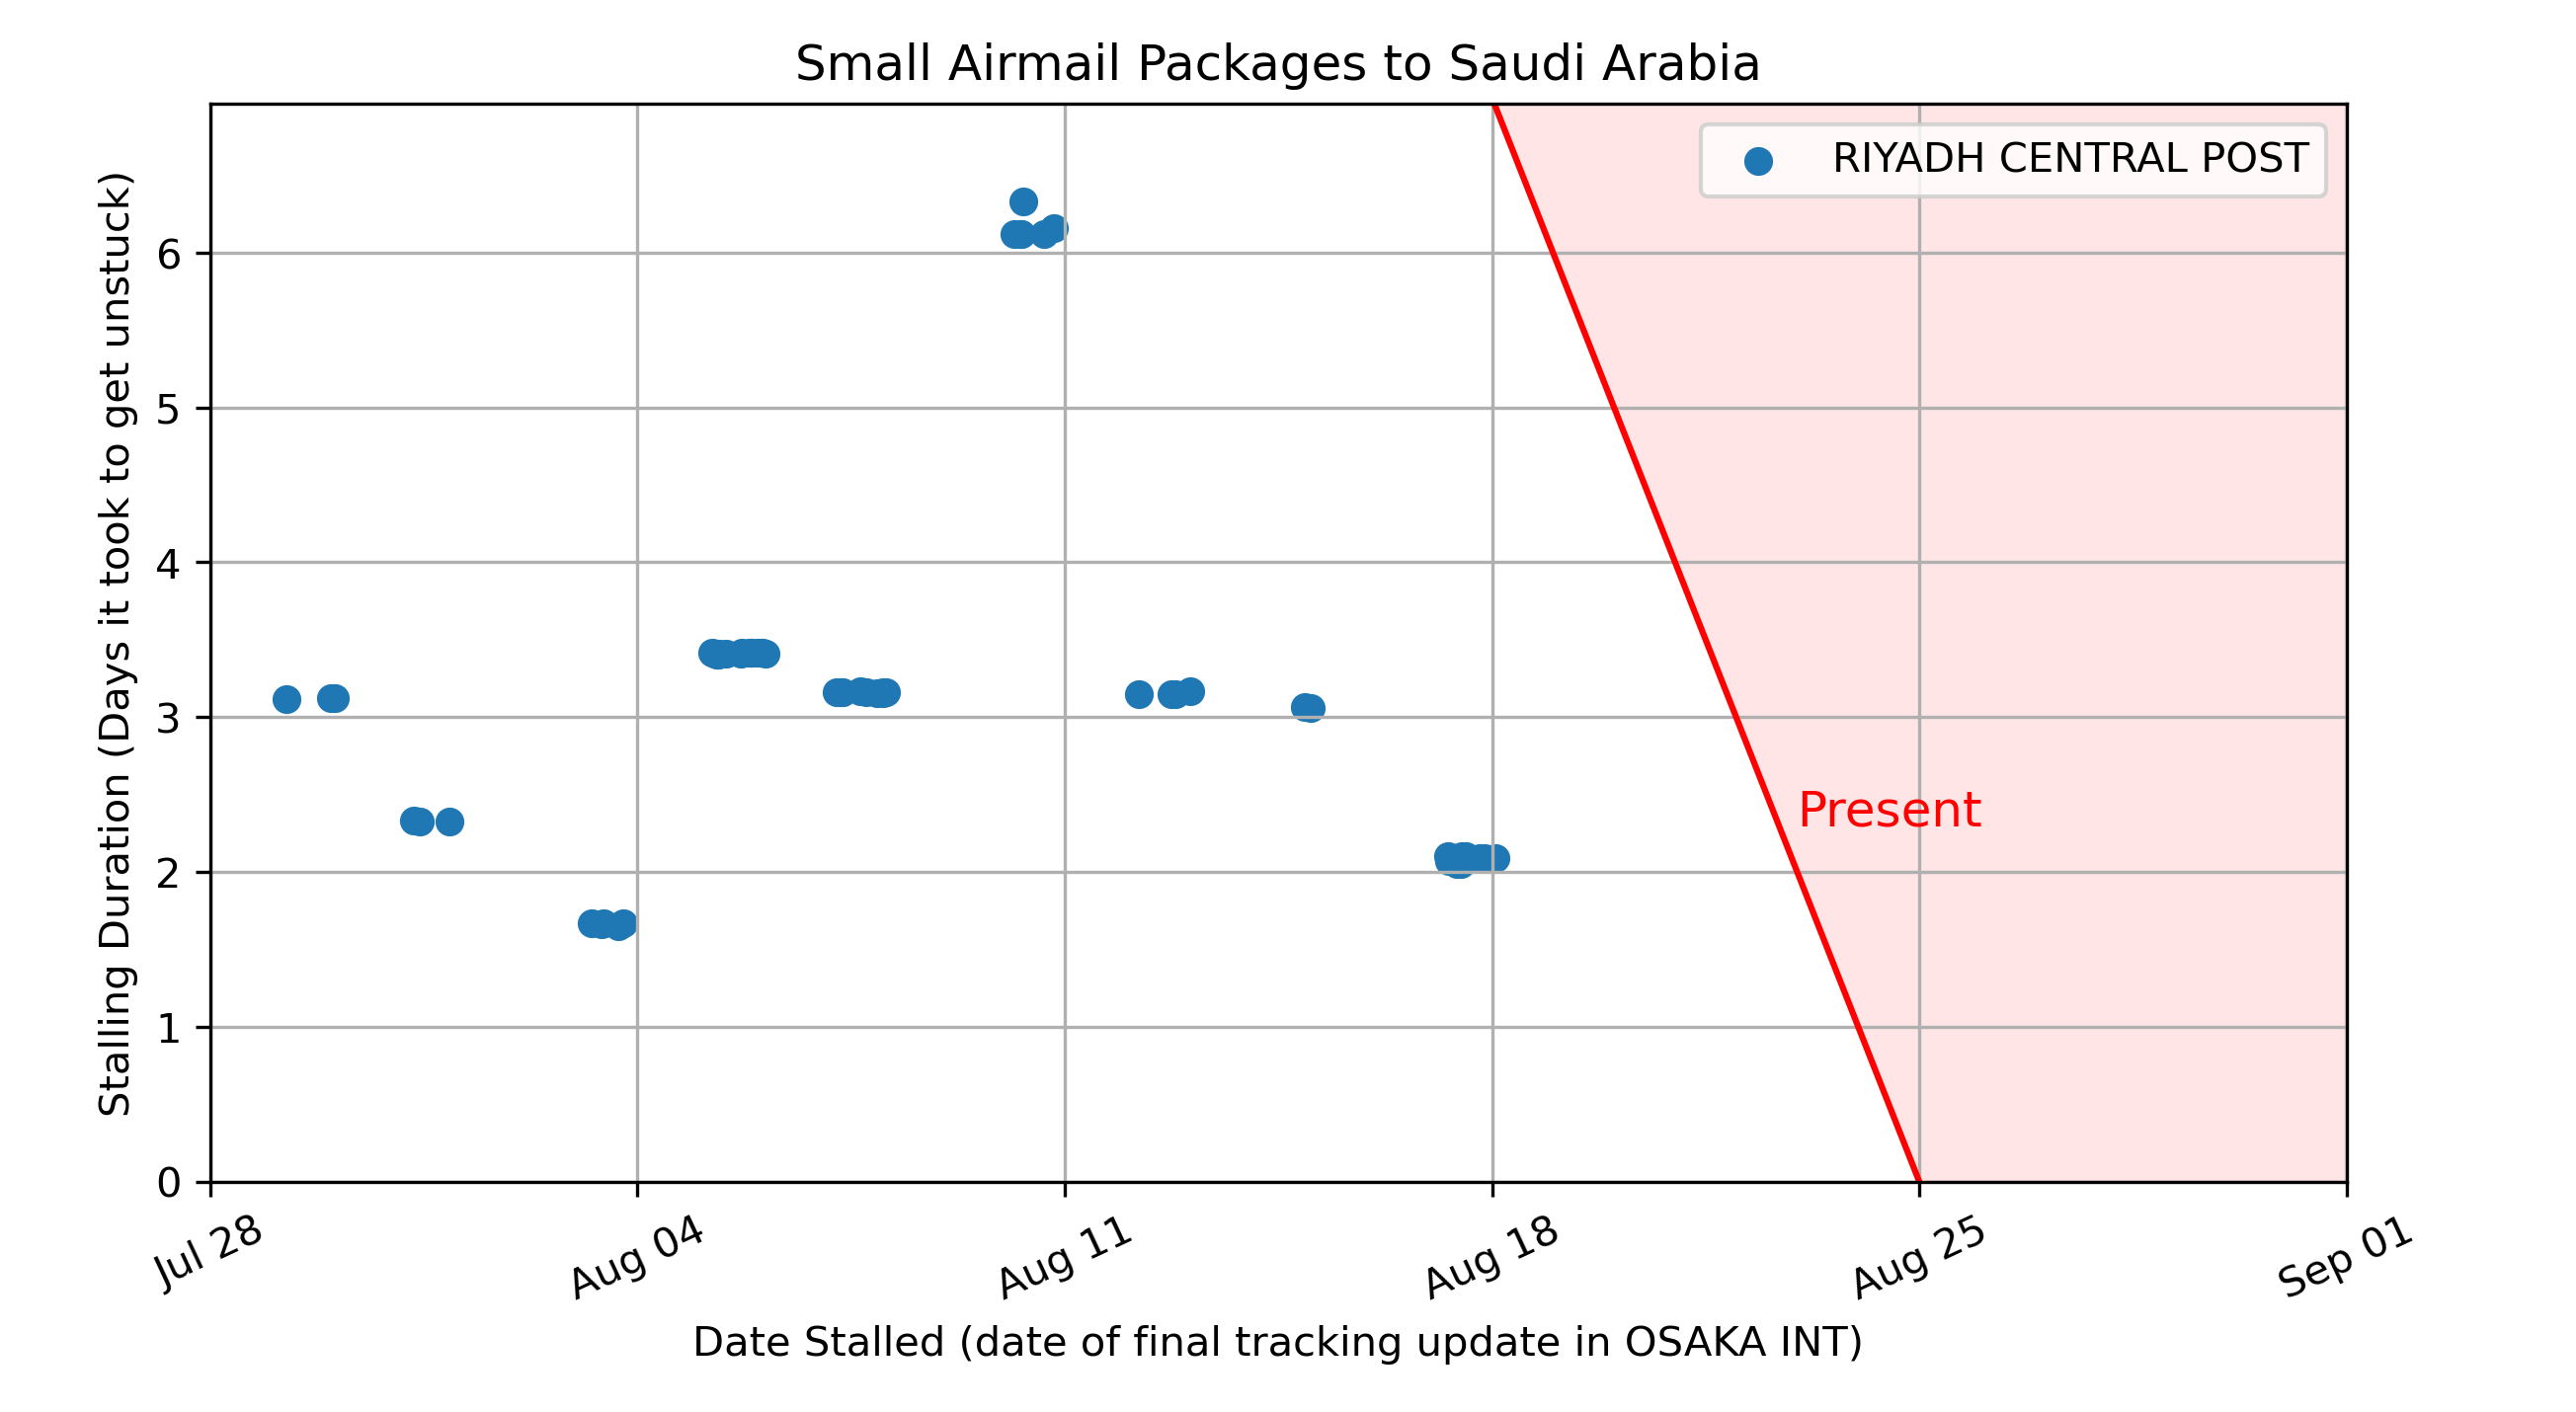 Small Airmail Packages to Saudi Arabia
RIYADH CENTRAL POST
Stalling Duration (Days it took to get unstuck)
6
5
4
3
2
1
0
Present
Jul 28
Aug 04
Aug 11
Aug 18
Aug 25
Sep 01
Date Stalled (date of final tracking update in OSAKA INT)